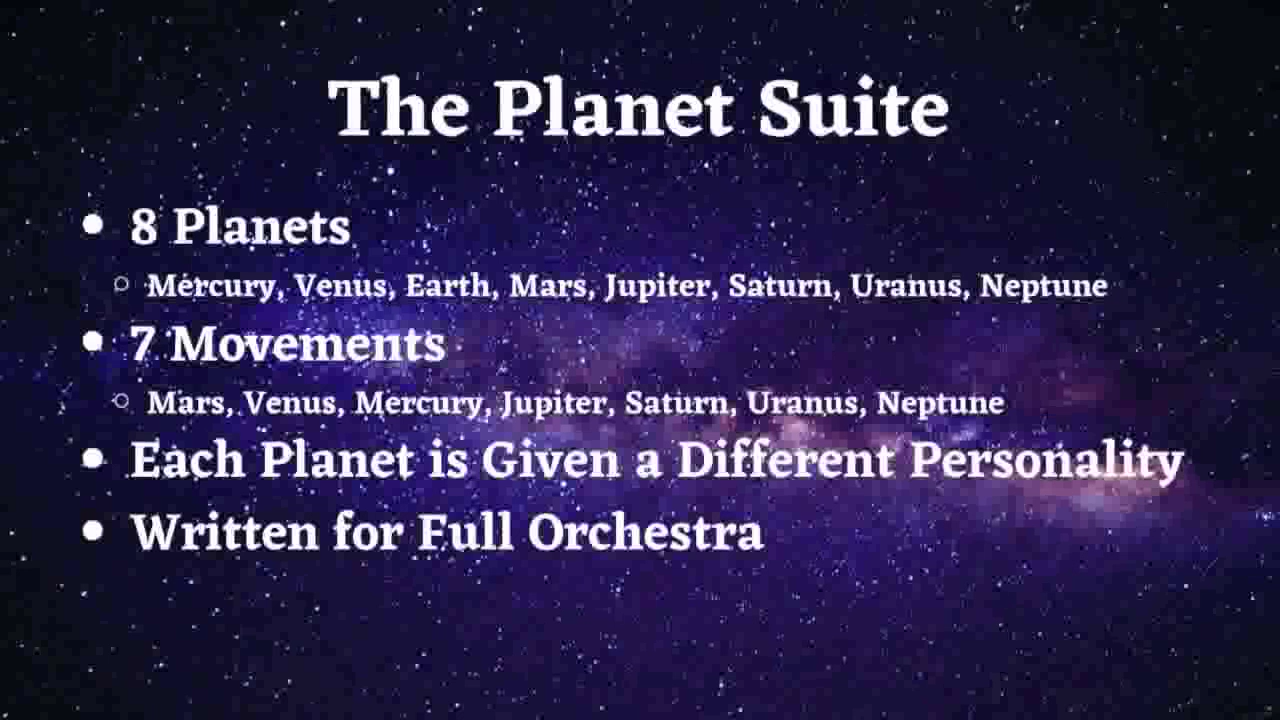 The Planet Suite
8 Planets
Mercury, Venus, Earth, Mars, Jupiter, Saturn, Uranus, Neptune
7 Movements
Mars, Venus, Mercury, Jupiter, Saturn, Uranus, Neptune
Each Planet is Given a Different Personality
Written for Full Orchestra